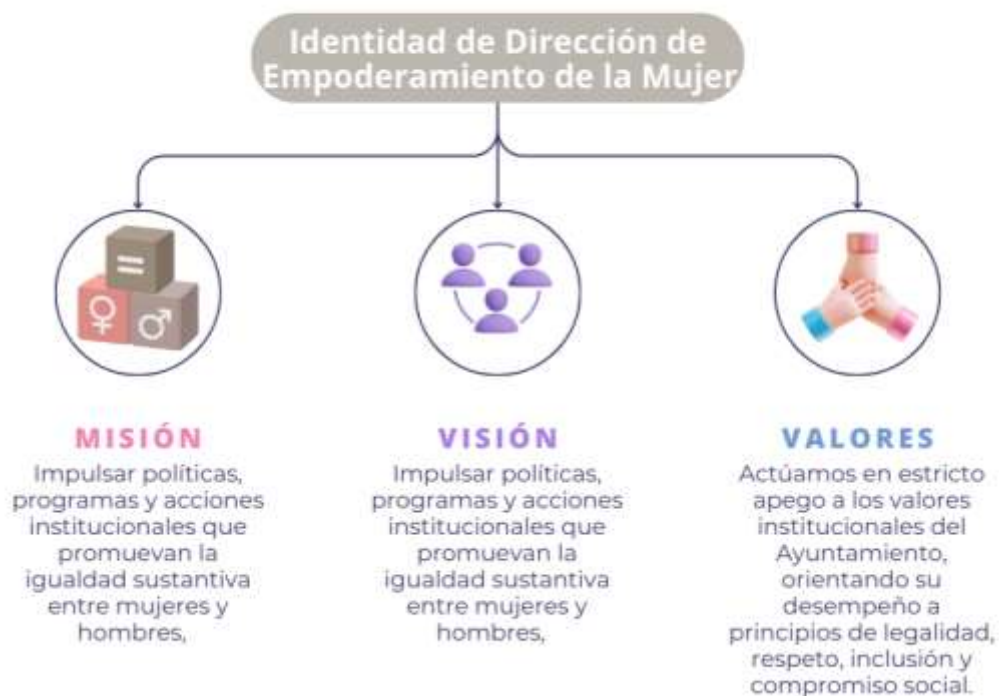 Identidad de Dirección de
Empoderamiento de la Mujer
MISIÓN
Impulsar políticas,
programas y acciones
institucionales que
promuevan la
igualdad sustantiva
entre mujeres y
hombres,
VISIÓN
Impulsar políticas,
programas y acciones
institucionales que
promuevan la
igualdad sustantiva
entre mujeres y
hombres,
VALORES
Actúamos en estricto
apego a los valores
institucionales del
Ayuntamiento,
orientando su
desempeño a
principios de legalidad,
respeto, inclusión y
compromiso social.